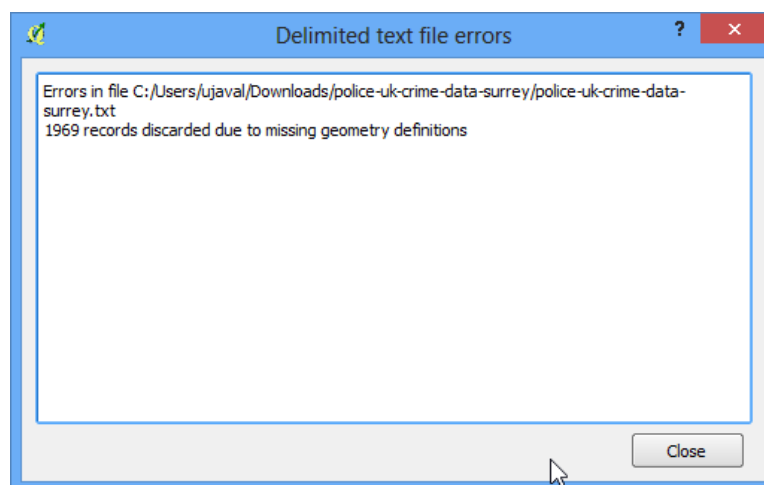 Delimited text file errors
? ×
Errors in file C:/Users/ujaval/Downloads/police-uk-crime-data-surrey/police-uk-crime-data-
surrey.txt
1969 records discarded due to missing geometry definitions
Close